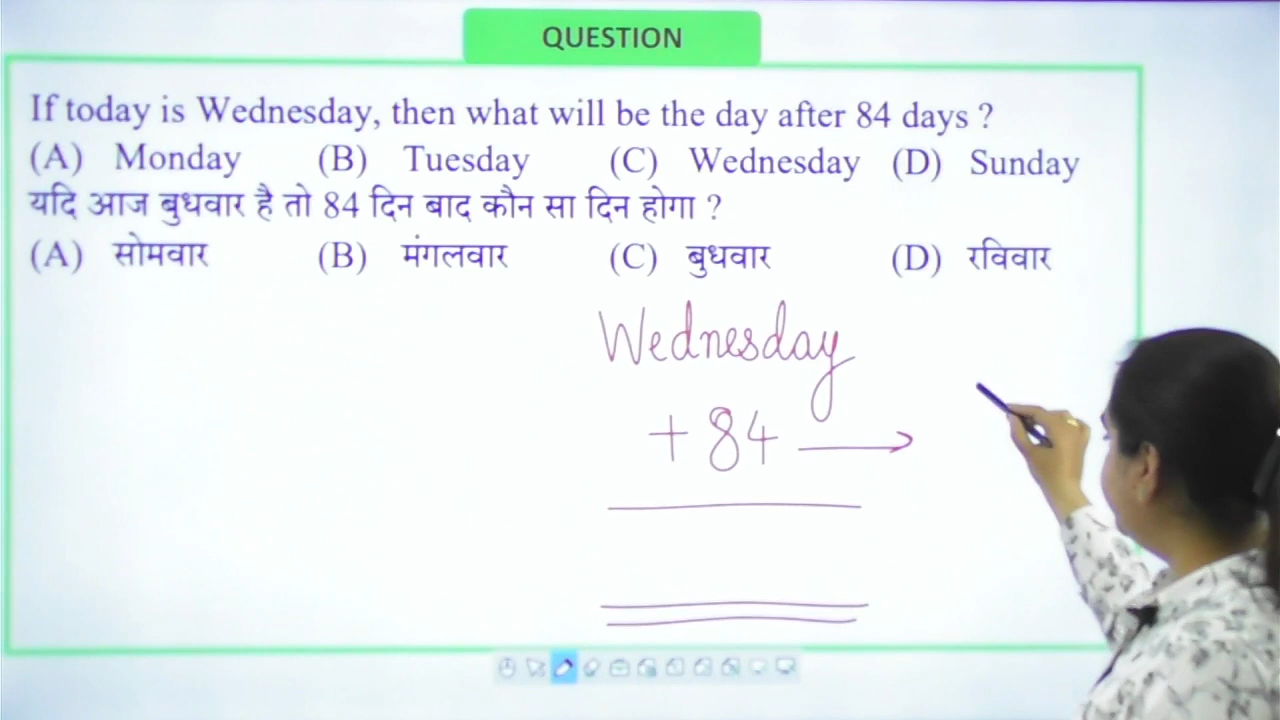 QUESTION
If today is Wednesday, then what will be the day after 84 days ?
(A) Monday (B) Tuesday (C) Wednesday (D) Sunday
यदि आज बुधवार है तो 84 दिन बाद कौन सा दिन होगा ?
(A) सोमवार (B) मंगलवार (C) बुधवार (D) रविवार
Wednesday
+ 84 →